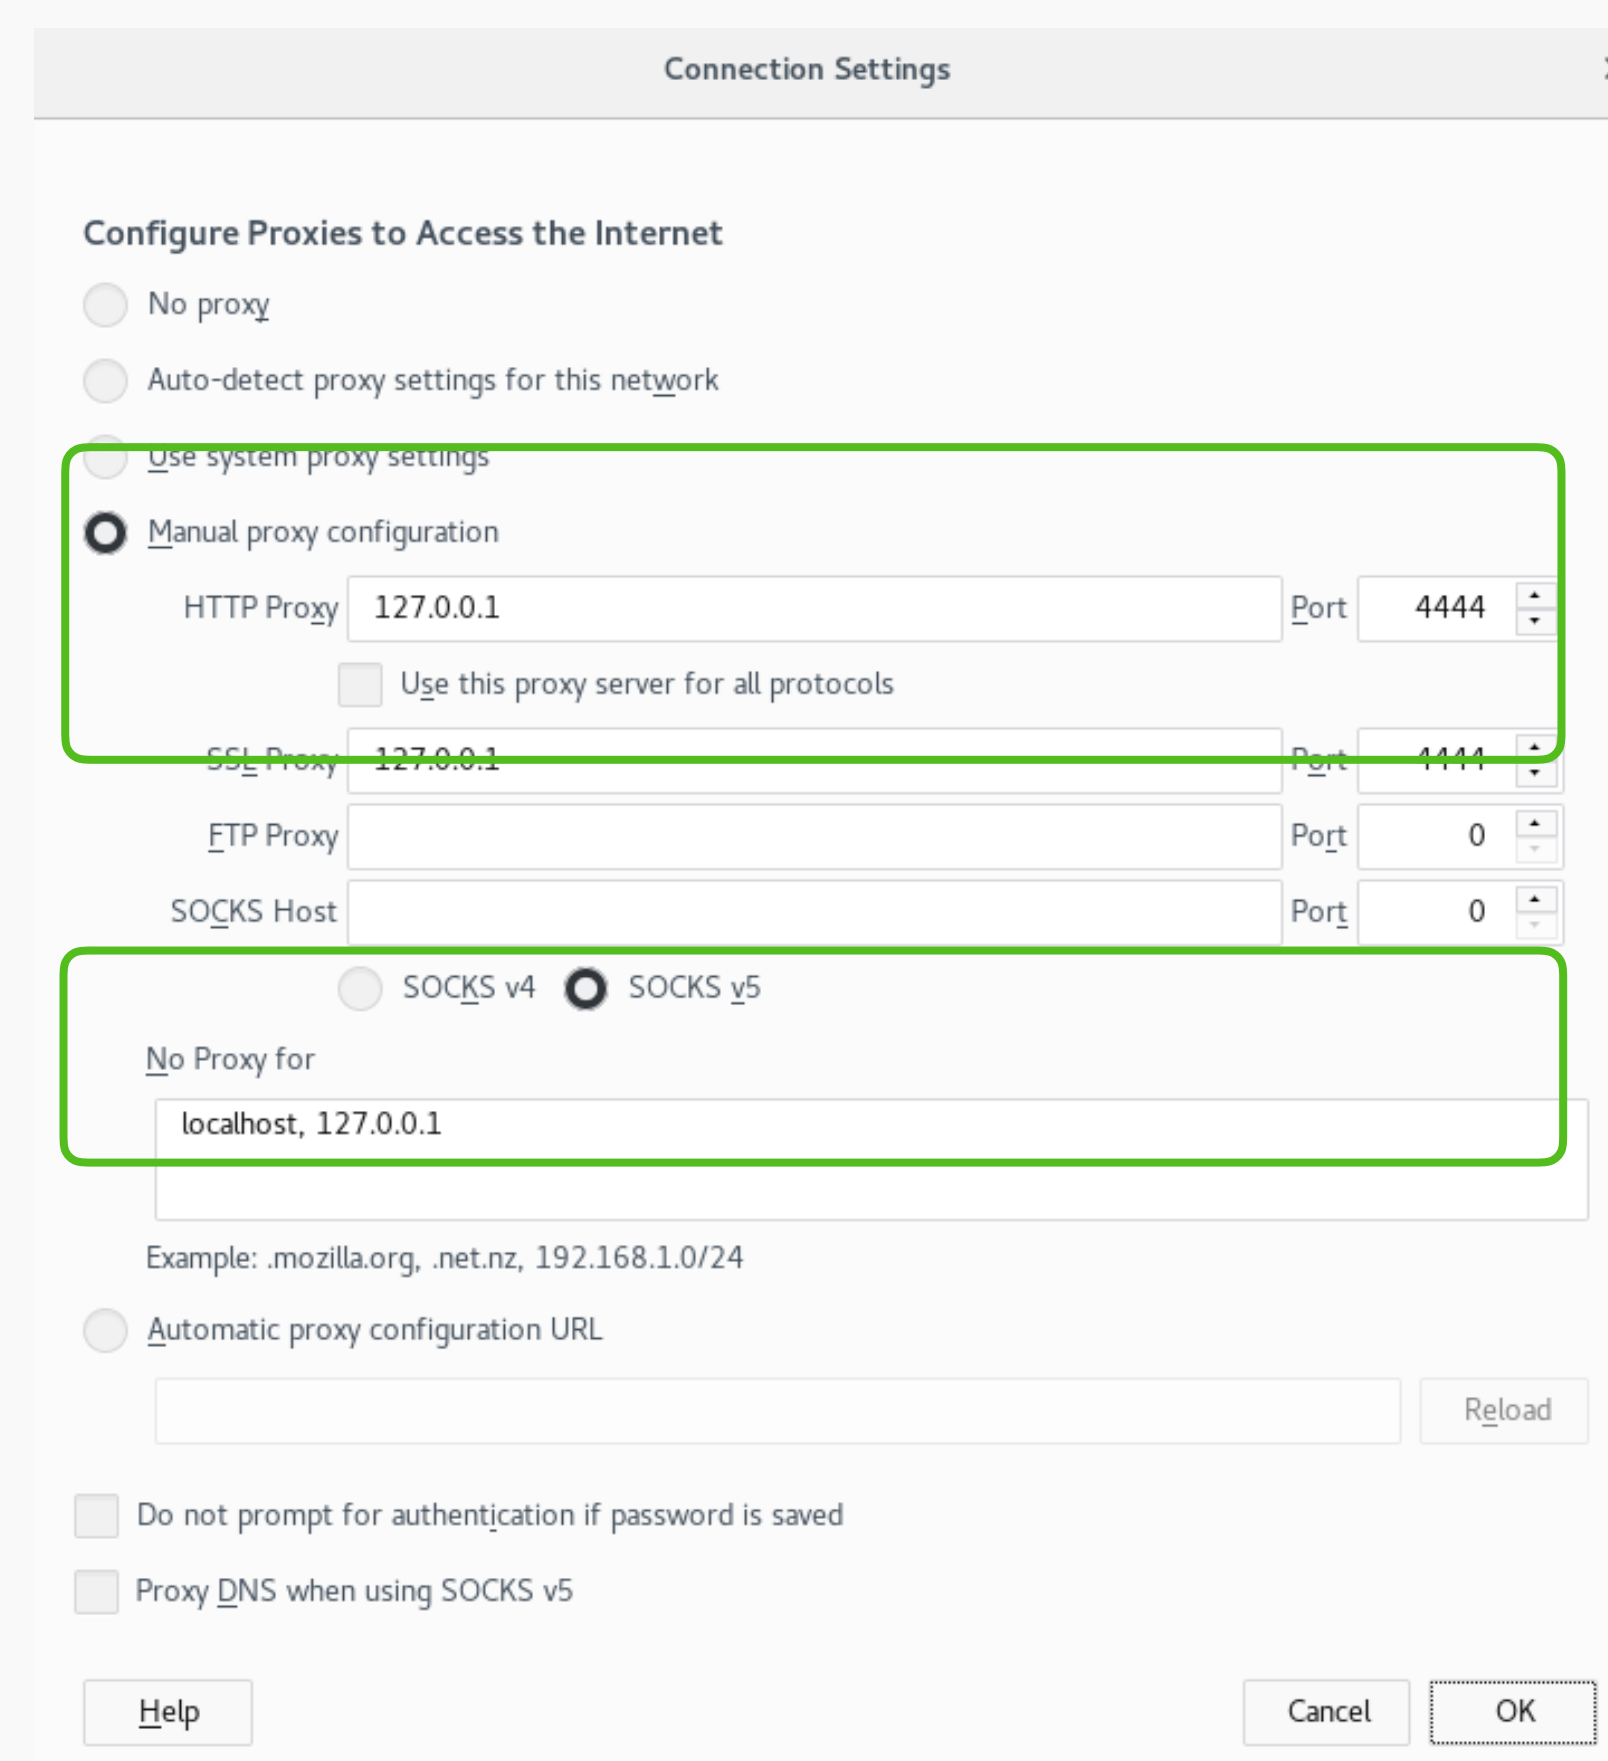 Connection Settings
Configure Proxies to Access the Internet
No proxy
Auto-detect proxy settings for this network
Use system proxy settings
Manual proxy configuration
HTTP Proxy 127.0.0.1 Port 4444
Use this proxy server for all protocols
SSL Proxy 127.0.0.1 Port 4444
FTP Proxy Port 0
SOCKS Host Port 0
SOCKS v4 SOCKS v5
No Proxy for
localhost, 127.0.0.1
Example: .mozilla.org, .net.nz, 192.168.1.0/24
Automatic proxy configuration URL
Reload
Do not prompt for authentication if password is saved
Proxy DNS when using SOCKS v5
Help Cancel OK